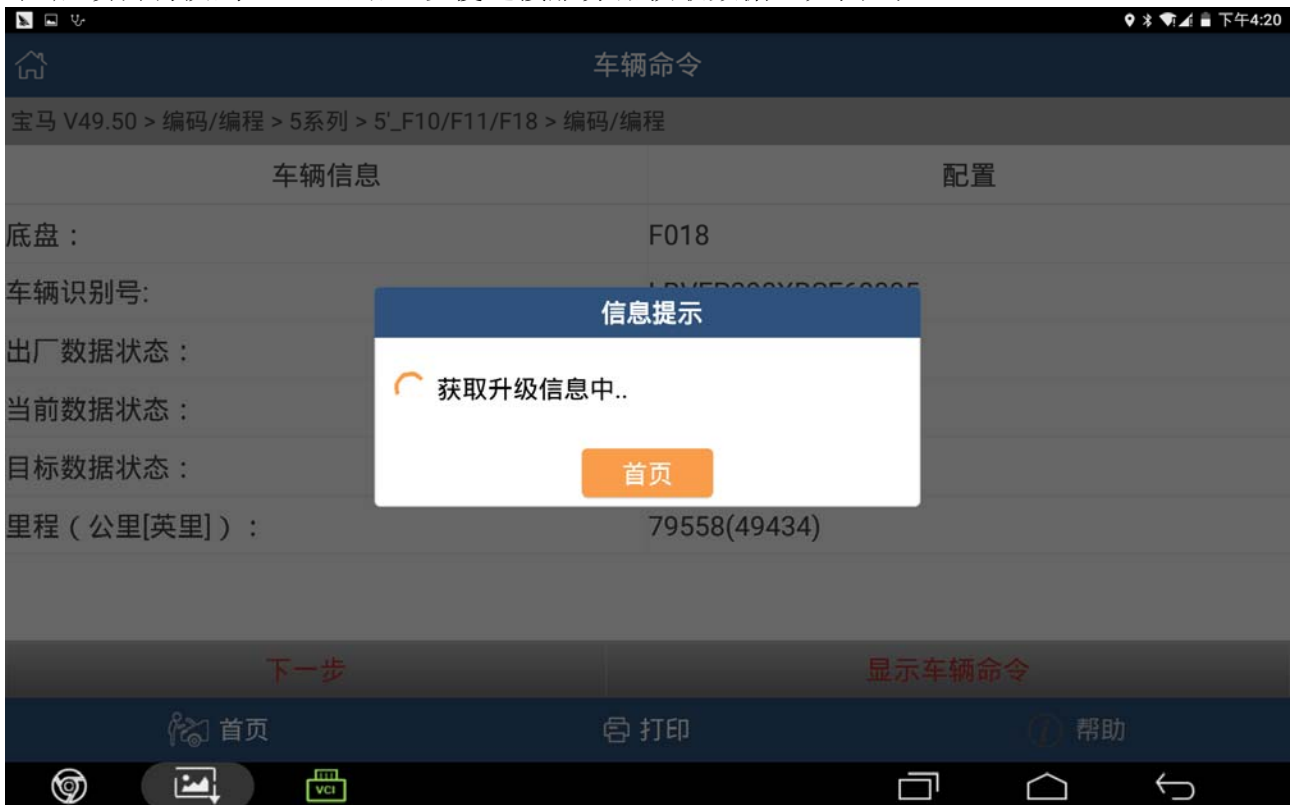 下午4:20
车辆命令
宝马 V49.50 > 编码/编程 > 5系列 > 5'_F10/F11/F18 > 编码/编程
车辆信息 配置
底盘： F018
车辆识别号:
信息提示
出厂数据状态：
获取升级信息中..
当前数据状态：
目标数据状态：
首页
里程（公里[英里]）： 79558(49434)
下一步 显示车辆命令
首页 打印 帮助
VCI